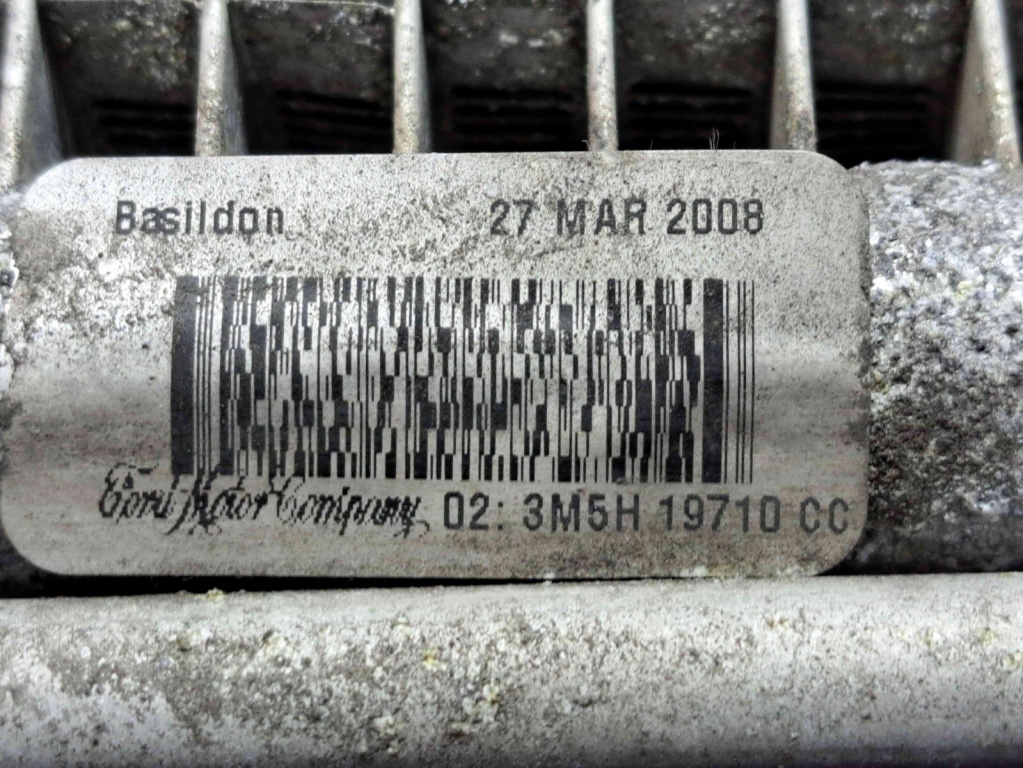 Basildon 27 MAR 2008
Ford Motor Company 02: 3M5H 19710 CC